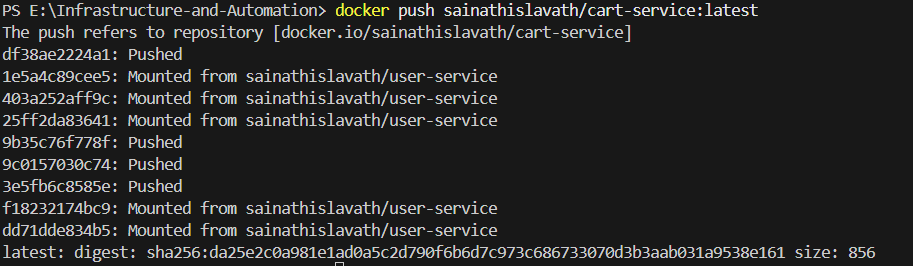 PS E:\Infrastructure-and-Automation> docker push sainathislavath/cart-service:latest
The push refers to repository [docker.io/sainathislavath/cart-service]
df38ae2224a1: Pushed
1e5a4c89cee5: Mounted from sainathislavath/user-service
403a252aff9c: Mounted from sainathislavath/user-service
25ff2da83641: Mounted from sainathislavath/user-service
9b35c76f778f: Pushed
9c0157030c74: Pushed
3e5fb6c8585e: Pushed
f18232174bc9: Mounted from sainathislavath/user-service
dd71dde834b5: Mounted from sainathislavath/user-service
latest: digest: sha256:da25e2c0a981e1ad0a5c2d790f6b6d7c973c686733070d3b3aab031a9538e161 size: 856